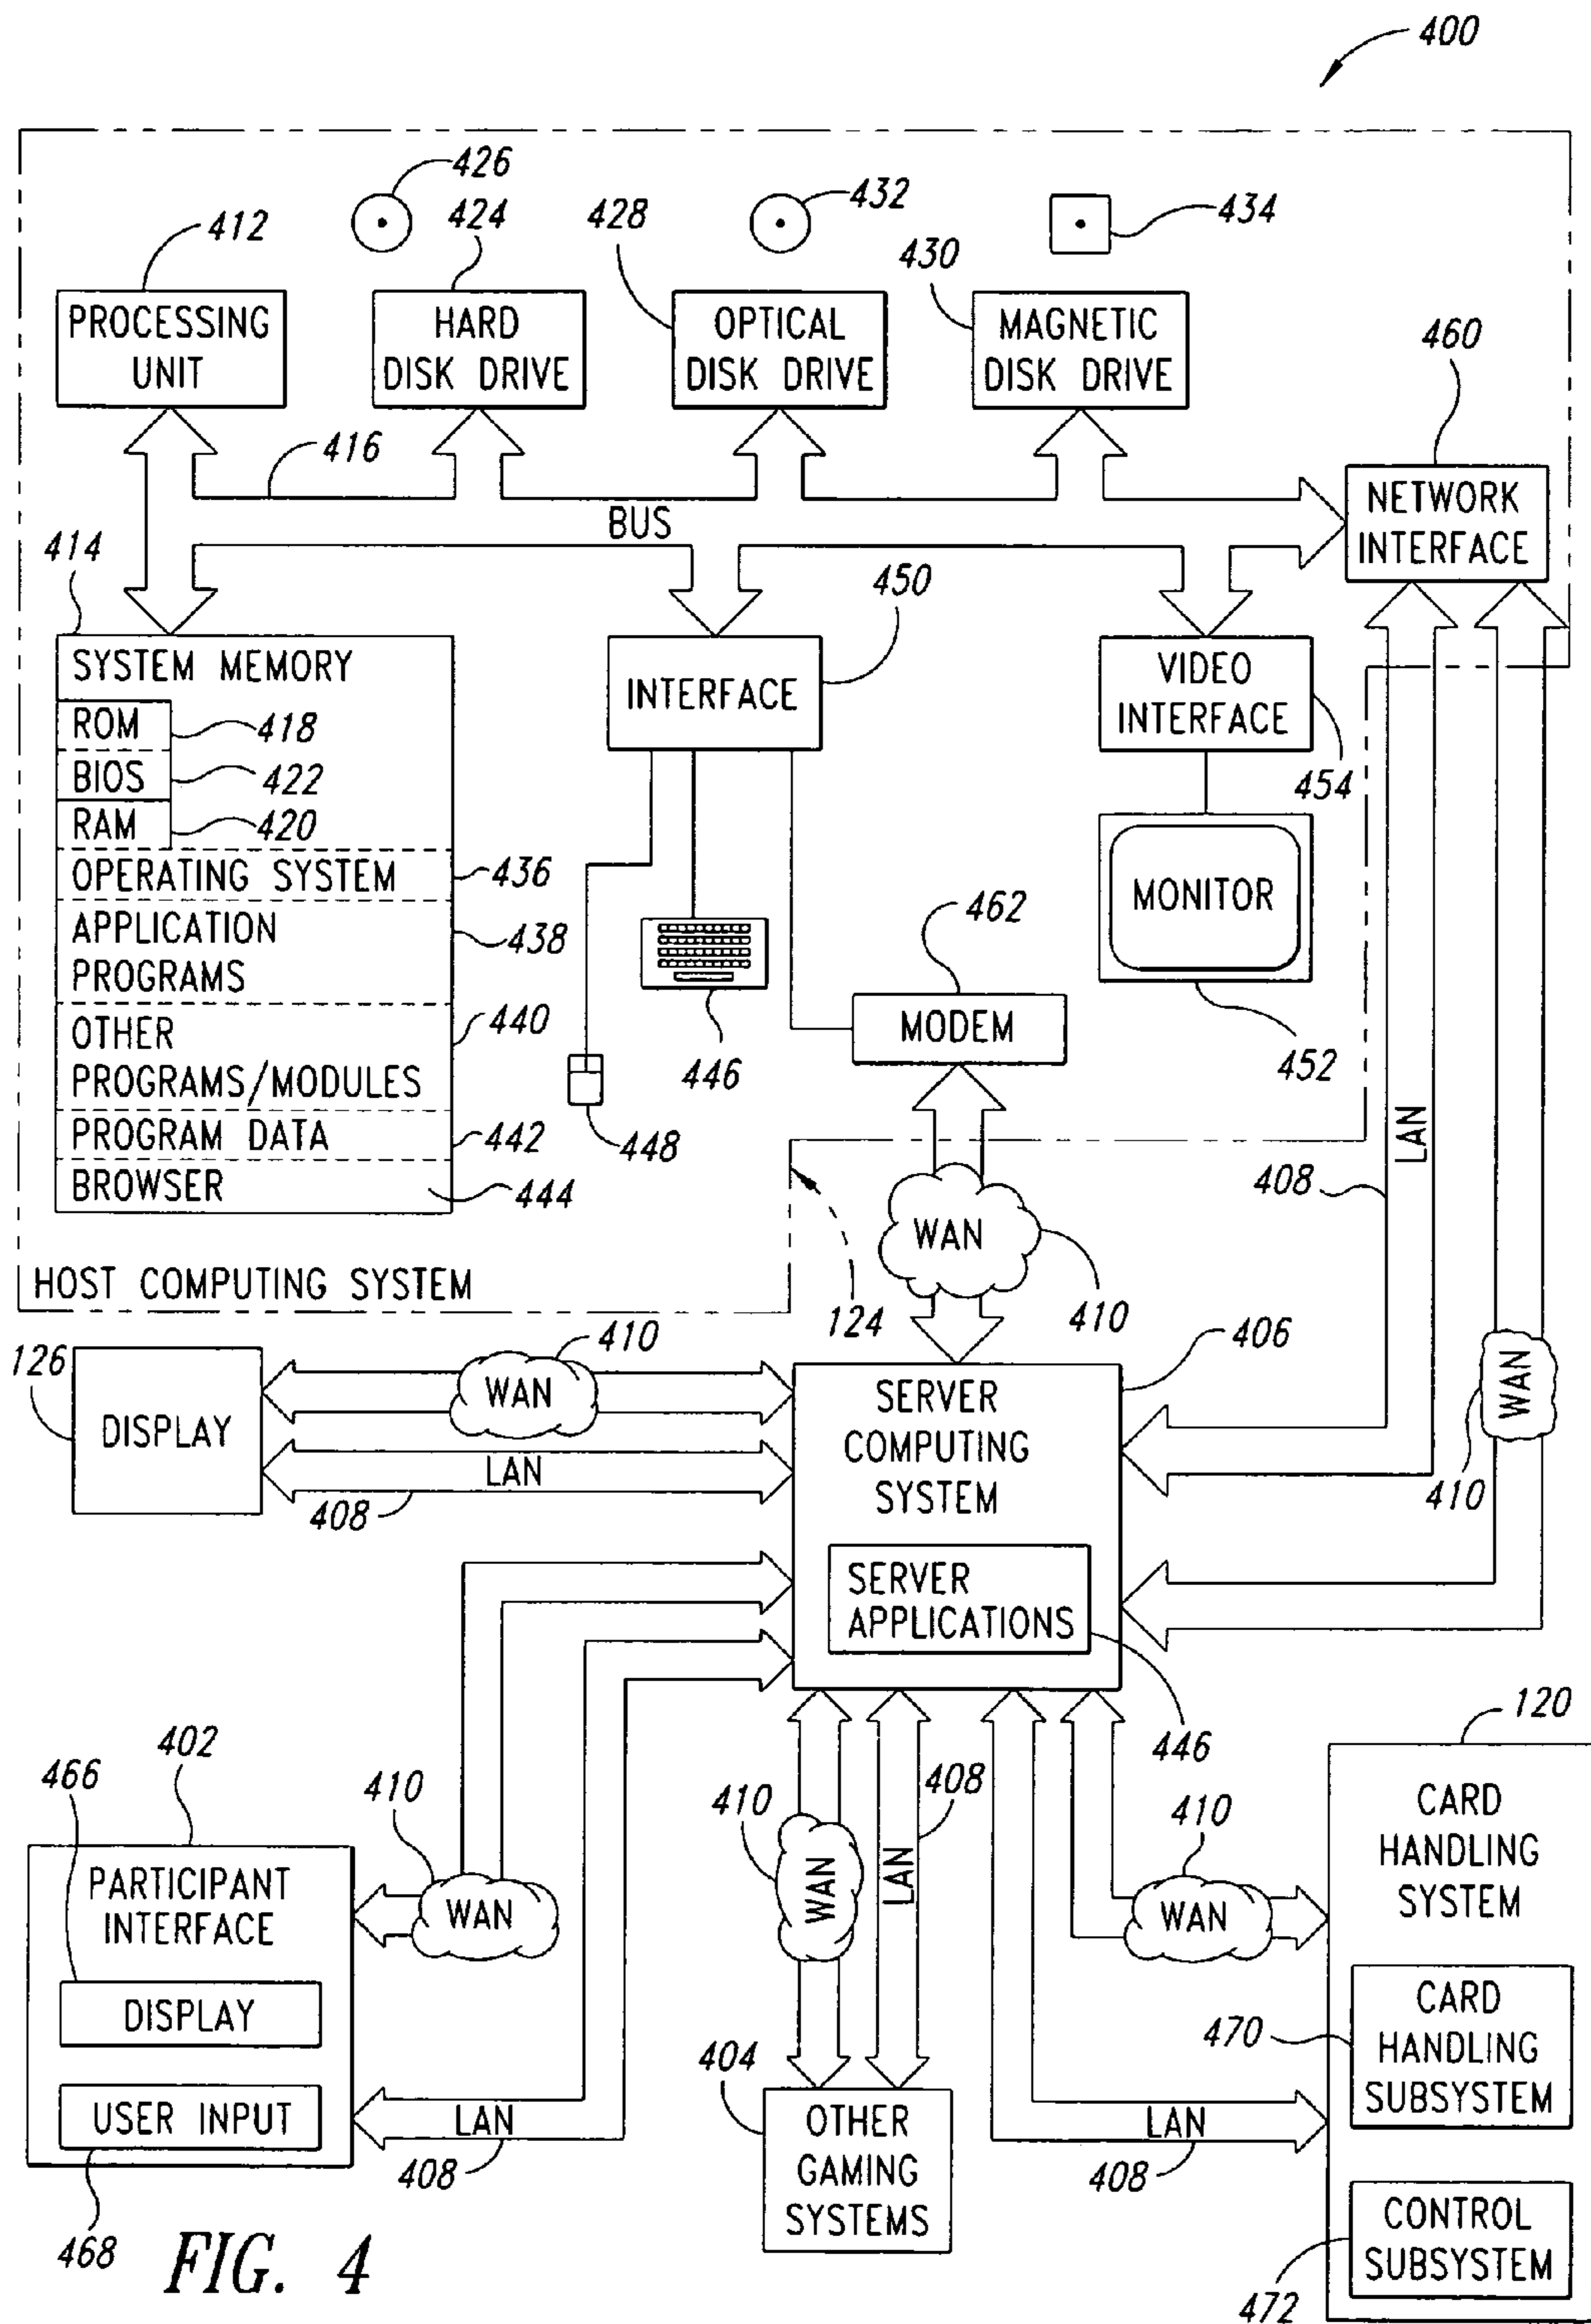 400
426
424
432
434
412
428
430
PROCESSING
UNIT
HARD
DISK DRIVE
OPTICAL
DISK DRIVE
MAGNETIC
DISK DRIVE
460
416
NETWORK
INTERFACE
BUS
414
450
SYSTEM MEMORY
INTERFACE
VIDEO
INTERFACE
ROM
418
BIOS
422
454
RAM
420
OPERATING SYSTEM
436
MONITOR
462
APPLICATION
PROGRAMS
438
446
MODEM
452
OTHER
PROGRAMS/MODULES
440
PROGRAM DATA
442
448
LAN
408
BROWSER
444
WAN
410
HOST COMPUTING SYSTEM
124
410
406
126
DISPLAY
WAN
WAN
410
LAN
408
SERVER
COMPUTING
SYSTEM
SERVER
APPLICATIONS
446
402
466
410
410
408
410
120
PARTICIPANT
INTERFACE
WAN
WAN
LAN
WAN
CARD
HANDLING
SYSTEM
DISPLAY
CARD
HANDLING
SUBSYSTEM
470
404
USER INPUT
LAN
408
OTHER
GAMING
SYSTEMS
LAN
408
468
CONTROL
SUBSYSTEM
472
FIG. 4